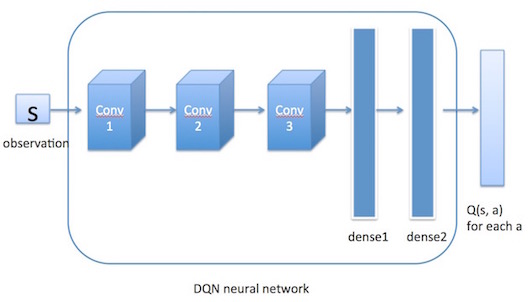 S
observation
Conv
1
Conv
2
Conv
3
dense1
dense2
Q(s, a)
for each a
DQN neural network